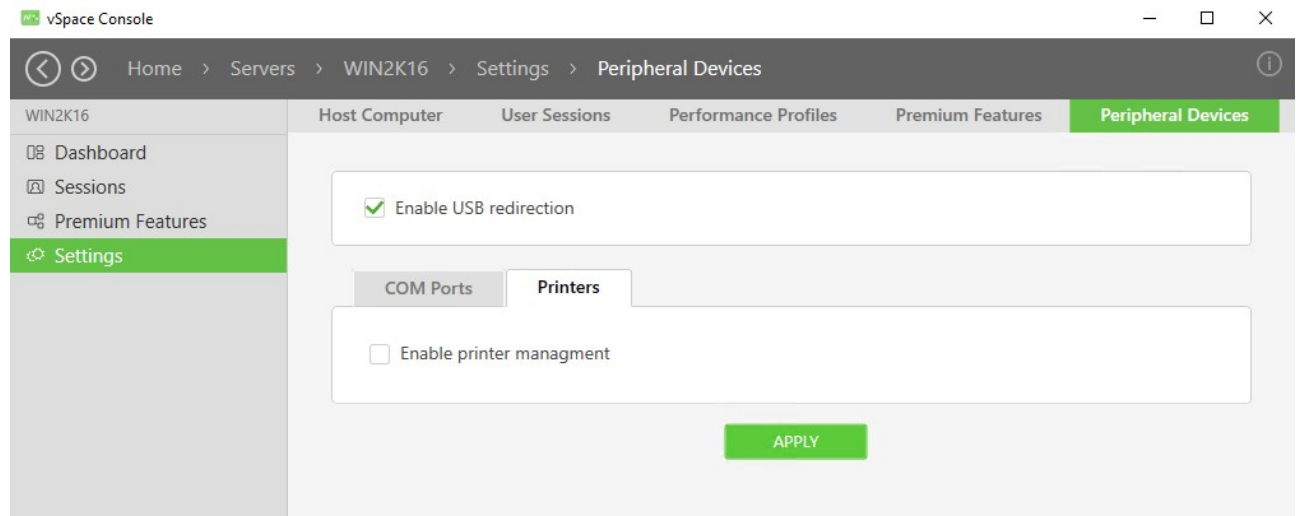 vSpace Console
Home > Servers > WIN2K16 > Settings > Peripheral Devices
WIN2K16
Host Computer User Sessions Performance Profiles Premium Features Peripheral Devices
Dashboard
Sessions
Premium Features
Settings
Enable USB redirection
COM Ports Printers
Enable printer managment
APPLY